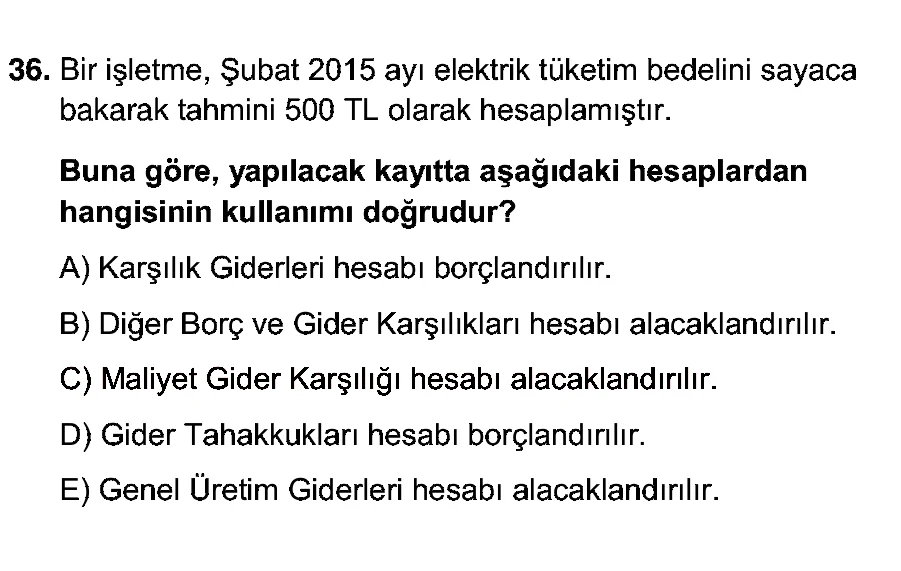 36. Bir işletme, Şubat 2015 ayı elektrik tüketim bedelini sayaca
bakarak tahmini 500 TL olarak hesaplamıştır.
Buna göre, yapılacak kayıtta aşağıdaki hesaplardan
hangisinin kullanımı doğrudur?
A) Karşılık Giderleri hesabı borçlandırılır.
B) Diğer Borç ve Gider Karşılıkları hesabı alacaklandırılır.
C) Maliyet Gider Karşılığı hesabı alacaklandırılır.
D) Gider Tahakkukları hesabı borçlandırılır.
E) Genel Üretim Giderleri hesabı alacaklandırılır.